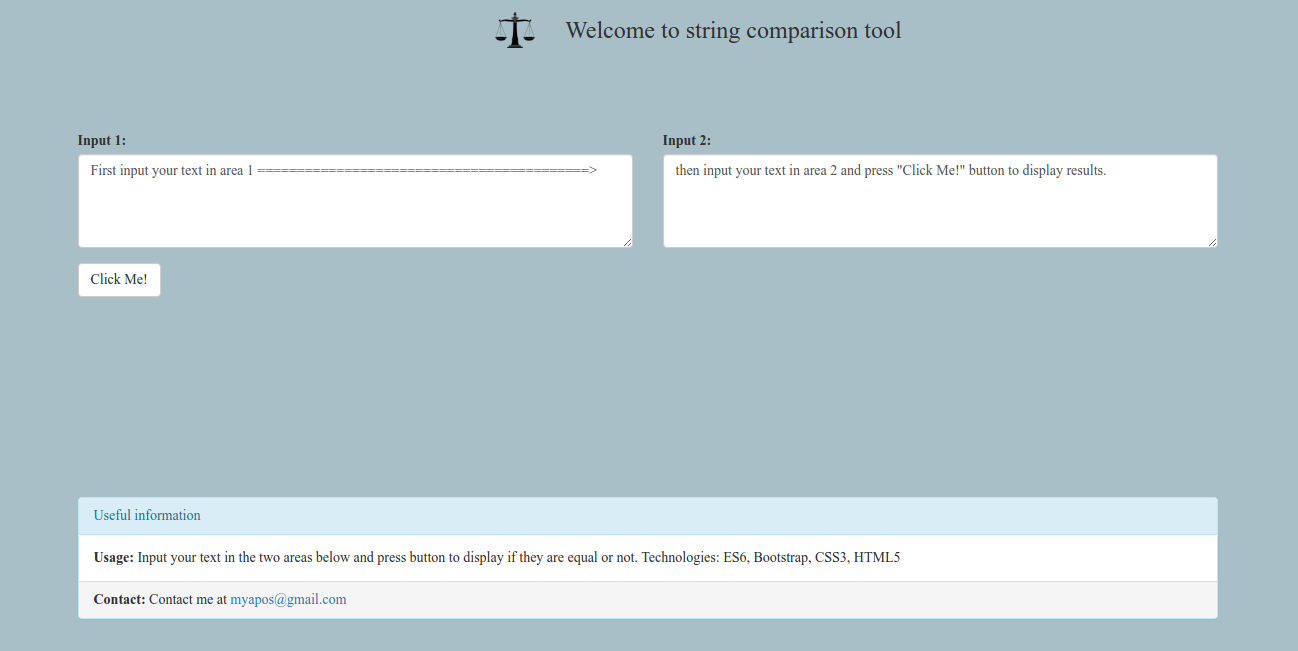 Welcome to string comparison tool
Input 1:
Input 2:
First input your text in area 1 ==========================================>
then input your text in area 2 and press "Click Me!" button to display results.
Click Me!
Useful information
Usage: Input your text in the two areas below and press button to display if they are equal or not. Technologies: ES6, Bootstrap, CSS3, HTML5
Contact: Contact me at myapos@gmail.com